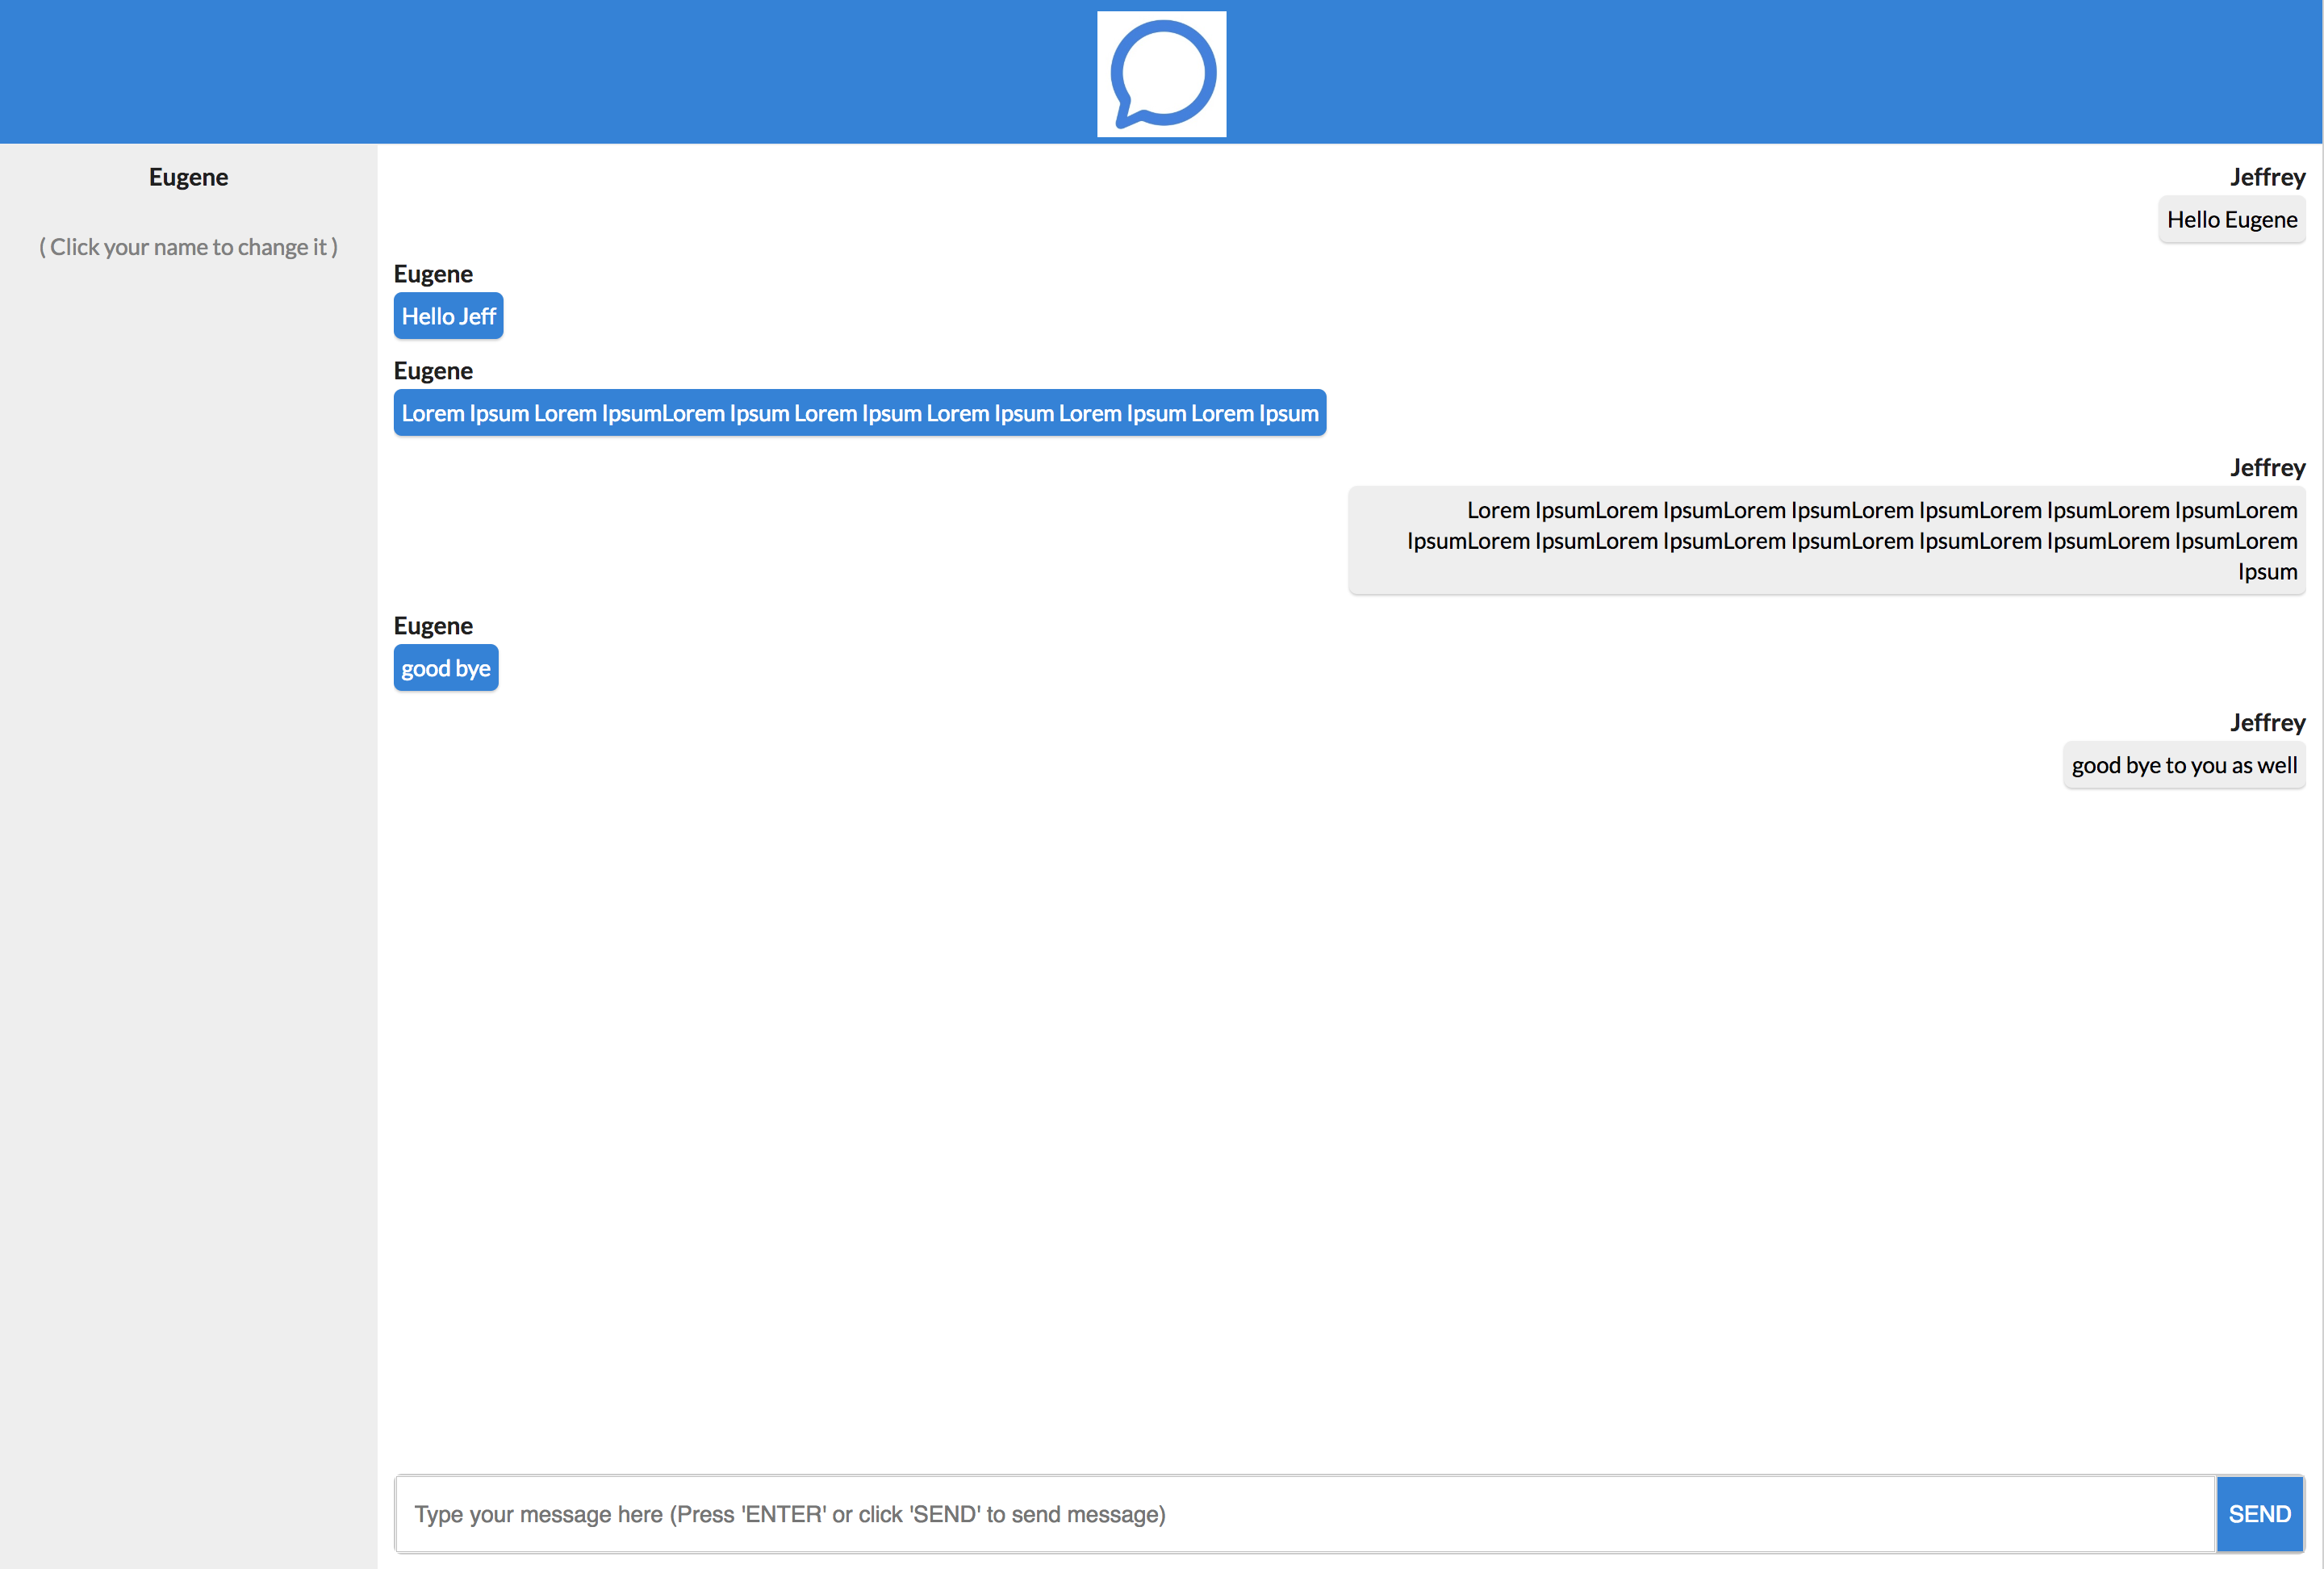 Eugene
( Click your name to change it )
Jeffrey
Hello Eugene
Eugene
Hello Jeff
Eugene
Lorem Ipsum Lorem IpsumLorem Ipsum Lorem Ipsum Lorem Ipsum Lorem Ipsum Lorem Ipsum
Jeffrey
Lorem IpsumLorem IpsumLorem IpsumLorem IpsumLorem IpsumLorem IpsumLorem
IpsumLorem IpsumLorem IpsumLorem IpsumLorem IpsumLorem IpsumLorem IpsumLorem
Ipsum
Eugene
good bye
Jeffrey
good bye to you as well
Type your message here (Press 'ENTER' or click 'SEND' to send message)
SEND